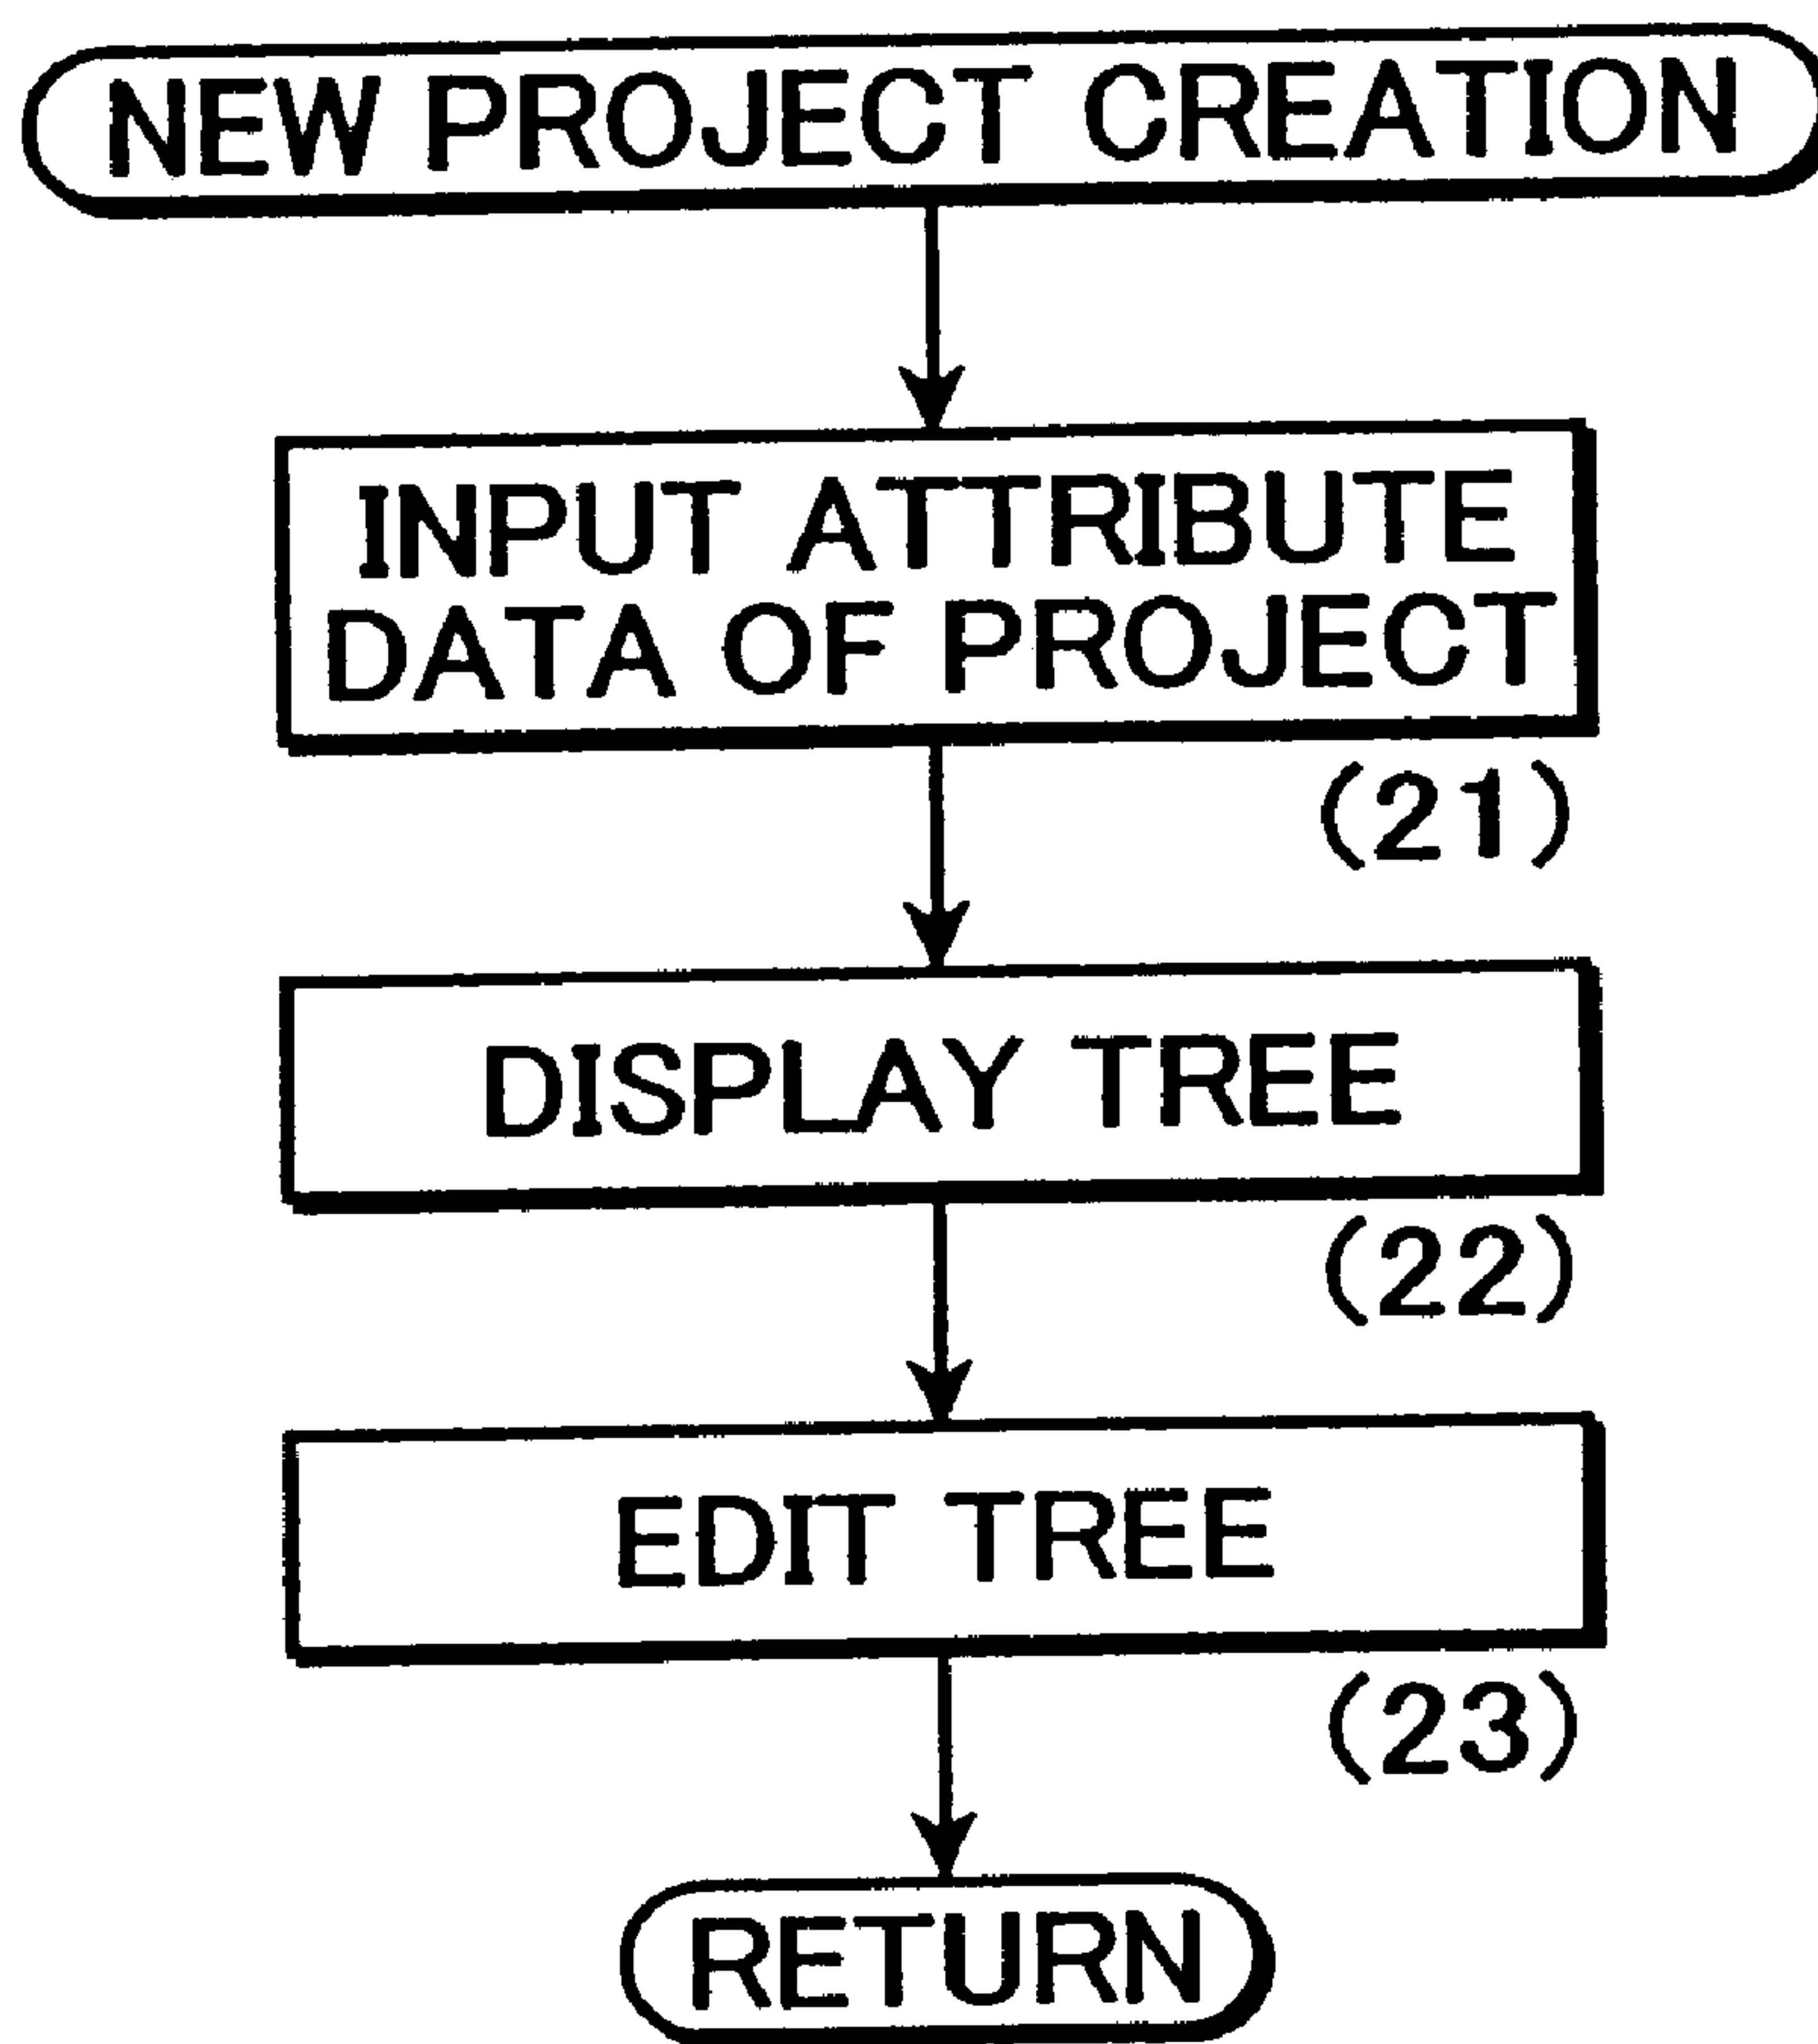 NEW PROJECT CREATION
INPUT ATTRIBUTE
DATA OF PROJECT
(21)
DISPLAY TREE
(22)
EDIT TREE
(23)
RETURN